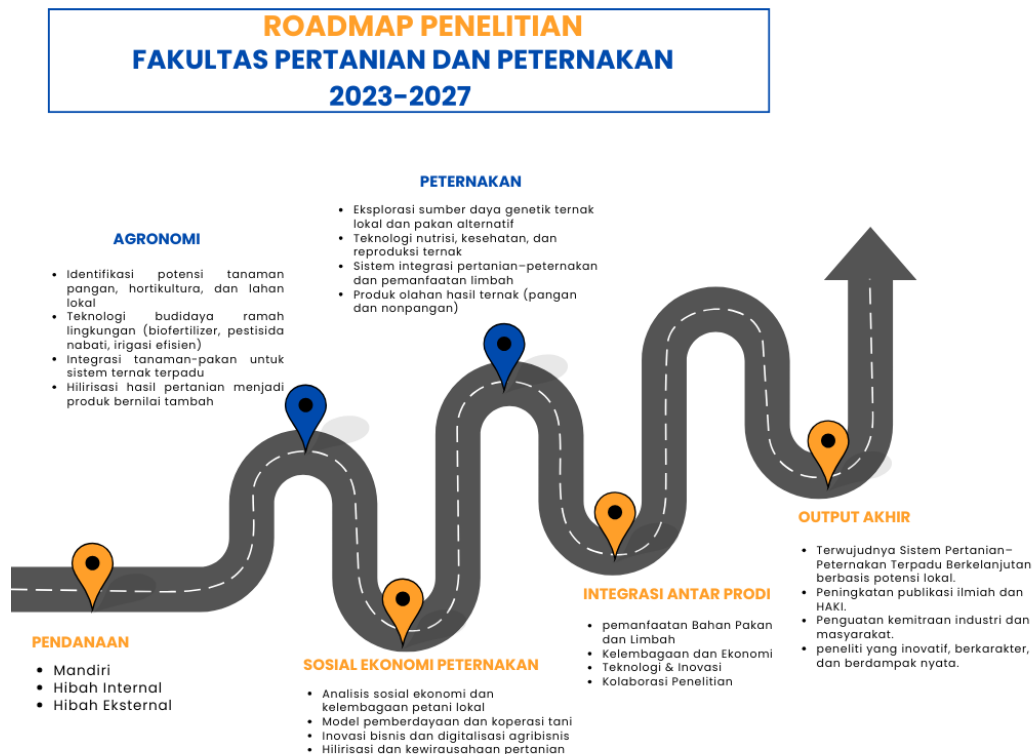 ROADMAP PENELITIAN
FAKULTAS PERTANIAN DAN PETERNAKAN
2023-2027
PETERNAKAN
• Eksplorasi sumber daya genetik ternak
lokal dan pakan alternatif
• Teknologi nutrisi, kesehatan, dan
reproduksi ternak
• Sistem integrasi pertanian–peternakan
dan pemanfaatan limbah
• Produk olahan hasil ternak (pangan
dan nonpangan)
AGRONOMI
• Identifikasi potensi tanaman
pangan, hortikultura, dan lahan
lokal
• Teknologi budidaya ramah
lingkungan (biofertilizer, pestisida
nabati, irigasi efisien)
• Integrasi tanaman-pakan untuk
sistem ternak terpadu
• Hilirisasi hasil pertanian menjadi
produk bernilai tambah
PENDANAAN
• Mandiri
• Hibah Internal
• Hibah Eksternal
SOSIAL EKONOMI PETERNAKAN
• Analisis sosial ekonomi dan
kelembagaan petani lokal
• Model pemberdayaan dan koperasi tani
• Inovasi bisnis dan digitalisasi agribisnis
• Hilirisasi dan kewirausahaan pertanian
INTEGRASI ANTAR PRODI
• pemanfaatan Bahan Pakan
dan Limbah
• Kelembagaan dan Ekonomi
• Teknologi & Inovasi
• Kolaborasi Penelitian
OUTPUT AKHIR
• Terwujudnya Sistem Pertanian–
Peternakan Terpadu Berkelanjutan
berbasis potensi lokal.
• Peningkatan publikasi ilmiah dan
HAKI.
• Penguatan kemitraan industri dan
masyarakat.
• peneliti yang inovatif, berkarakter,
dan berdampak nyata.